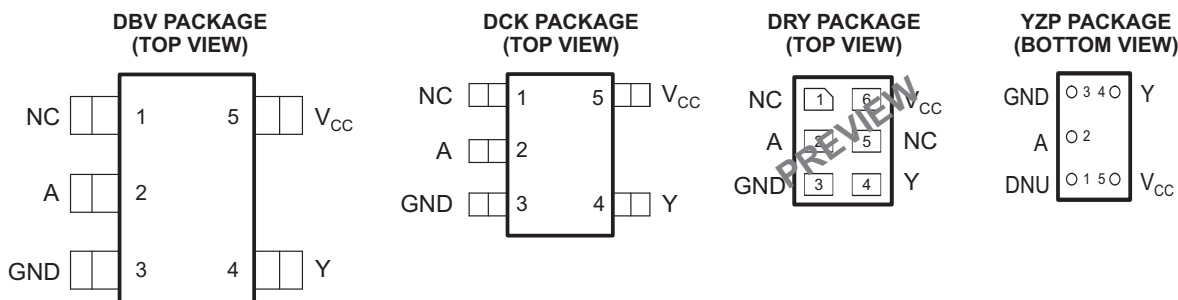 DBV PACKAGE
(TOP VIEW)
NC 1 5 VCC
A 2
GND 3 4 Y
DCK PACKAGE
(TOP VIEW)
NC 1 5 VCC
A 2
GND 3 4 Y
DRY PACKAGE
(TOP VIEW)
NC 1 6 VCC
A 2 5 NC
GND 3 4 Y
PREVIEW
YZP PACKAGE
(BOTTOM VIEW)
GND 3 4 Y
A 2
DNU 1 5 VCC